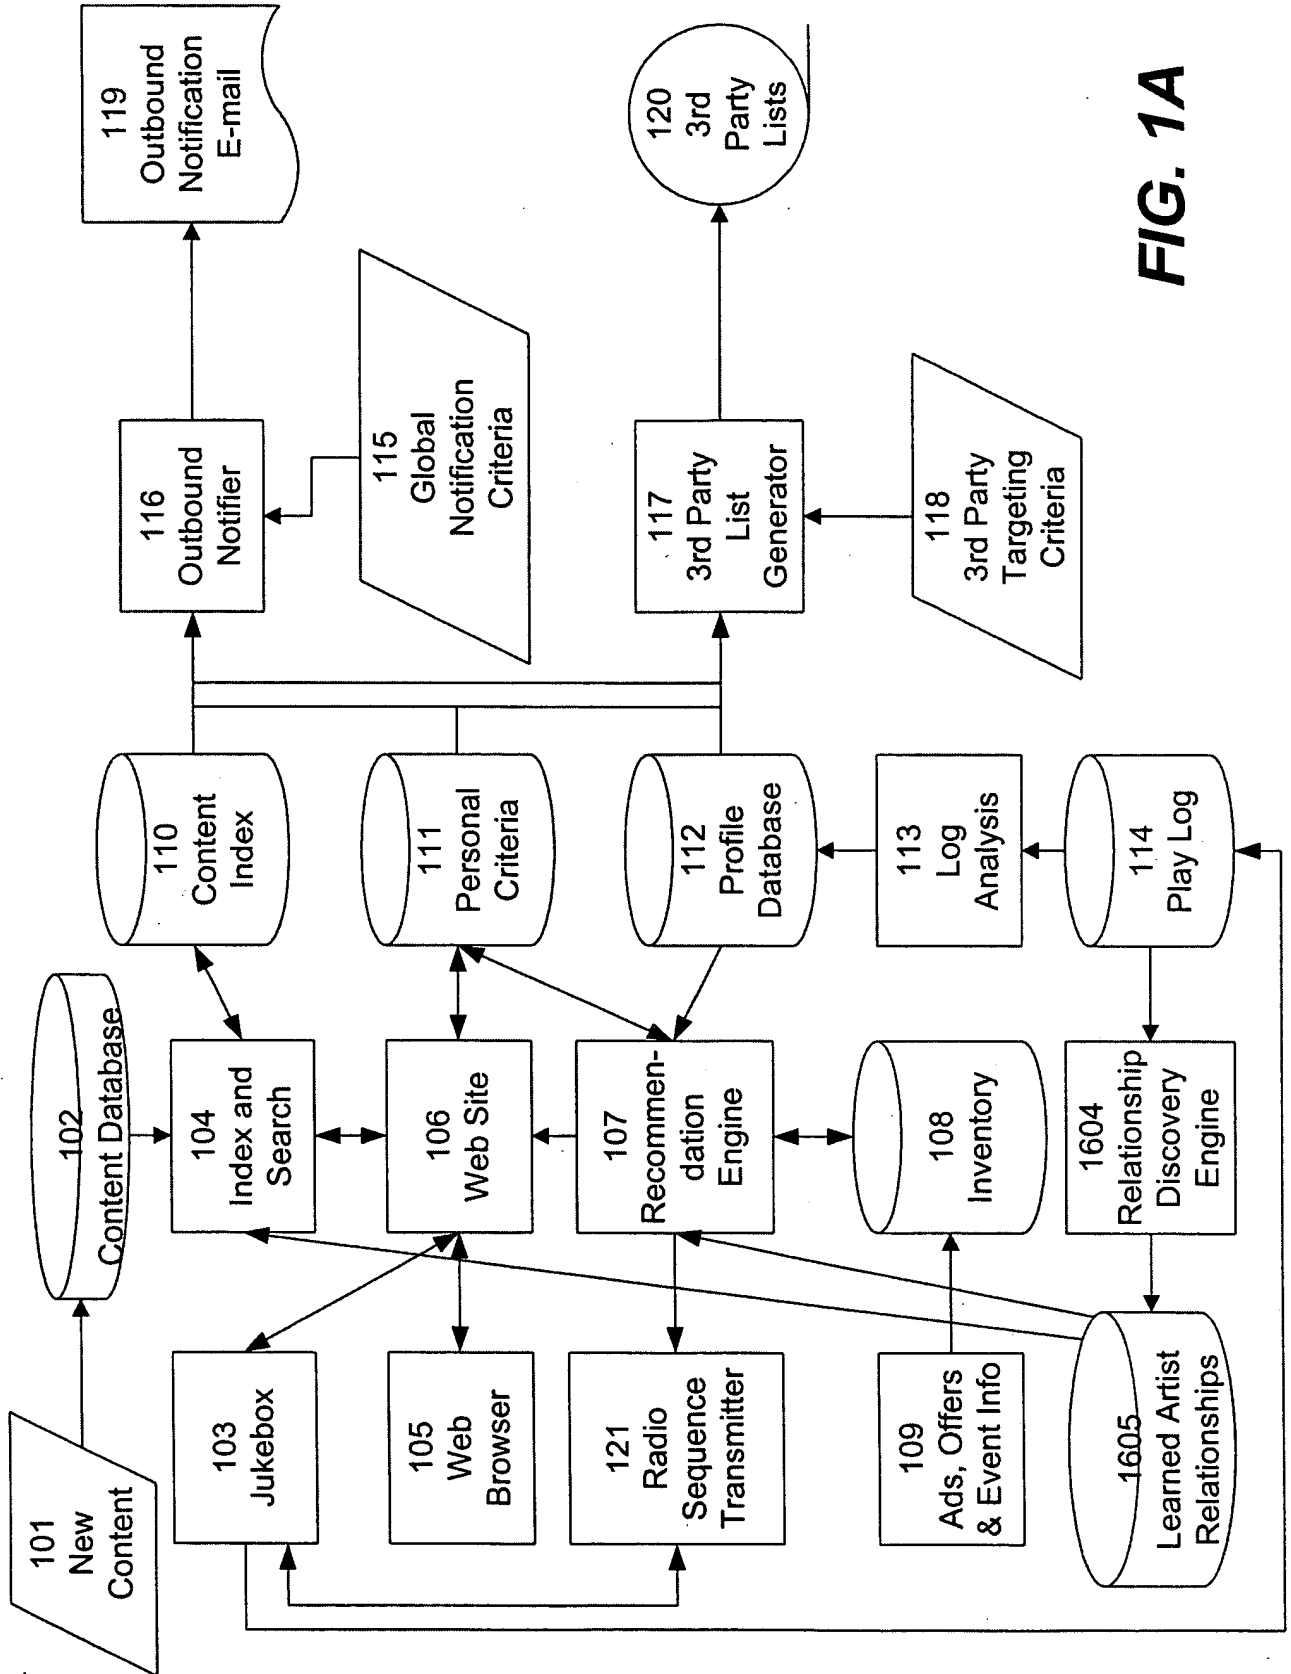 101
New
Content
102
Content Database
103
Jukebox
104
Index and
Search
110
Content
Index
116
Outbound
Notifier
119
Outbound
Notification
E-mail
105
Web
Browser
106
Web Site
111
Personal
Criteria
115
Global
Notification
Criteria
121
Radio
Sequence
Transmitter
107
Recommen-
dation
Engine
112
Profile
Database
117
3rd Party
List
Generator
120
3rd
Party
Lists
109
Ads, Offers
& Event Info
108
Inventory
113
Log
Analysis
118
3rd Party
Targeting
Criteria
1605
Learned Artist
Relationships
1604
Relationship
Discovery
Engine
114
Play Log
FIG. 1A